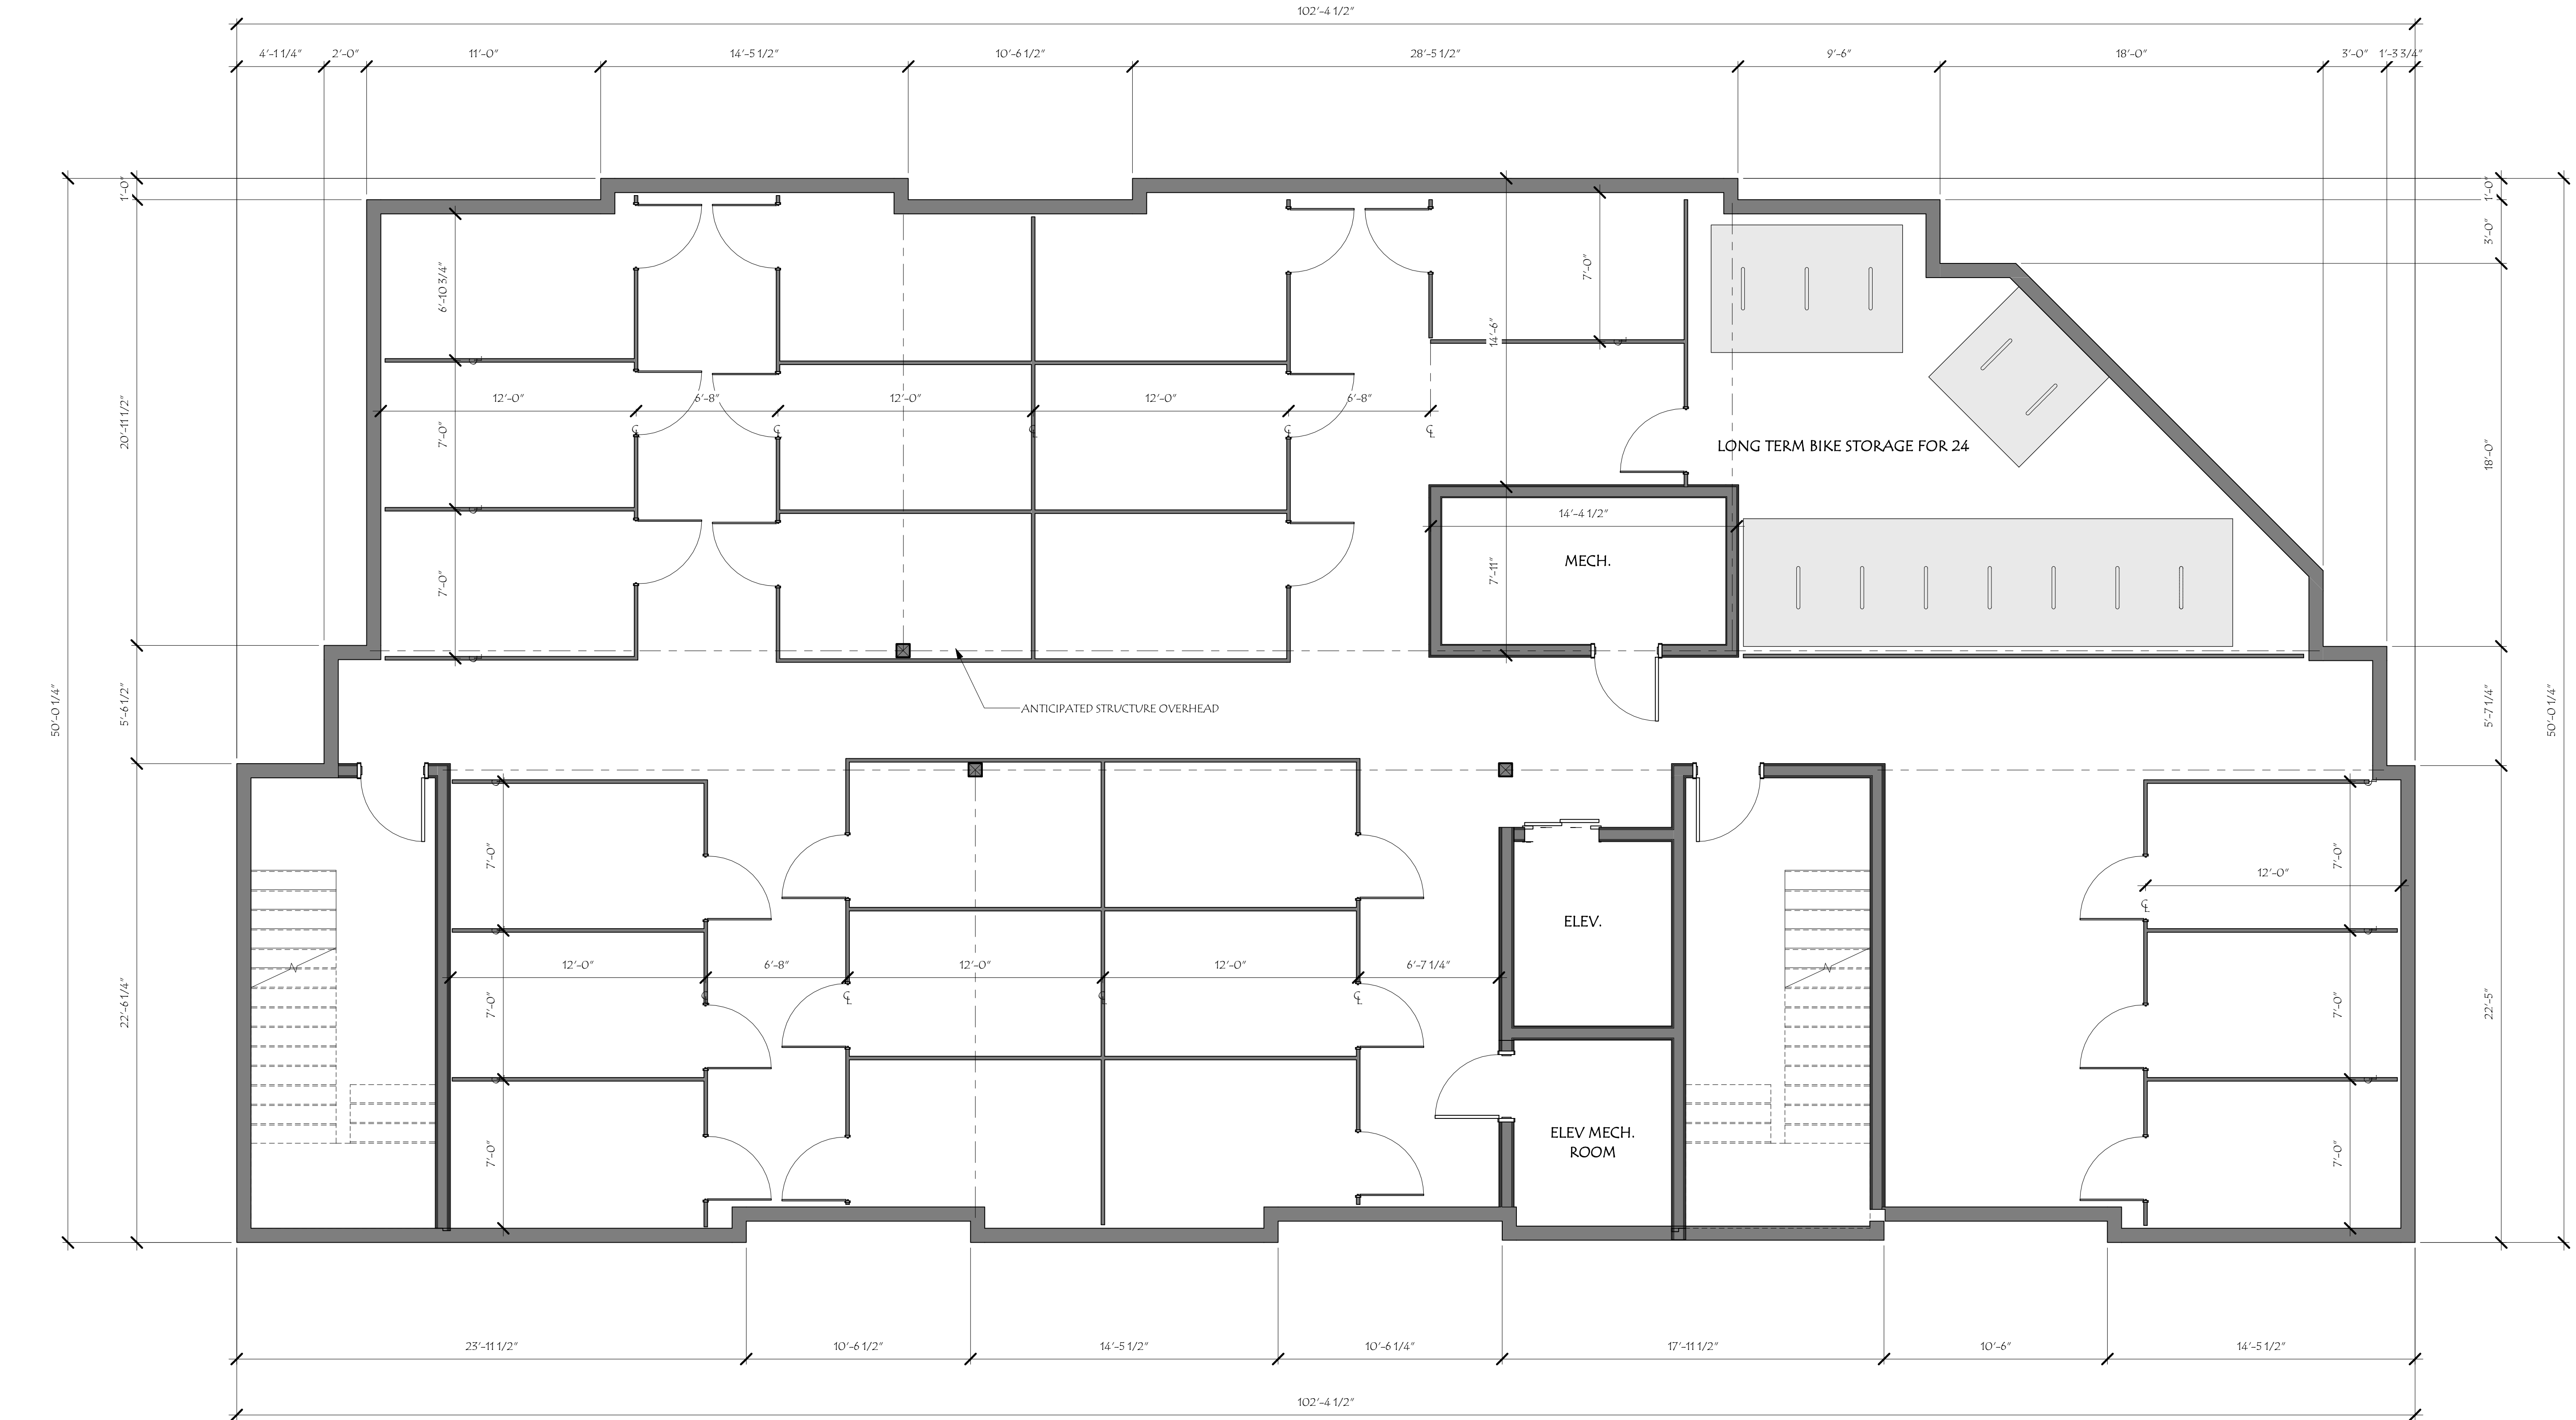 102'-4 1/2"
4'-1 1/4" 2'-0" 11'-0" 14'-5 1/2" 10'-6 1/2" 28'-5 1/2" 9'-6" 18'-0" 3'-0" 1'-3 3/4"
1'-0"
20'-11 1/2"
5'-6 1/2"
22'-6 1/4"
50'-0 1/4"
6'-10 3/4"
7'-0"
7'-0"
12'-0" 6'-8" 12'-0" 12'-0" 6'-8"
14'-6"
7'-0"
7'-11"
14'-4 1/2"
MECH.
LONG TERM BIKE STORAGE FOR 24
1'-0"
3'-0"
18'-0"
5'-7 1/4"
22'-5"
50'-0 1/4"
ANTICIPATED STRUCTURE OVERHEAD
7'-0"
7'-0"
7'-0"
12'-0" 6'-8" 12'-0" 12'-0" 6'-7 1/4"
ELEV.
ELEV MECH.
ROOM
12'-0"
7'-0"
7'-0"
7'-0"
23'-11 1/2" 10'-6 1/2" 14'-5 1/2" 10'-6 1/4" 17'-11 1/2" 10'-6" 14'-5 1/2"
102'-4 1/2"